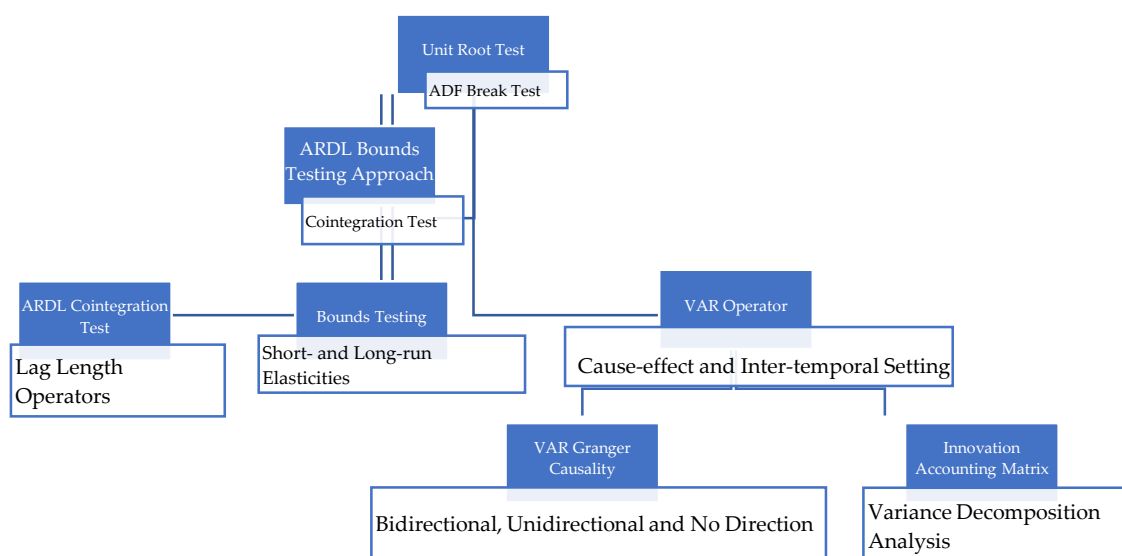 Unit Root Test
ADF Break Test
ARDL Bounds
Testing Approach
Cointegration Test
ARDL Cointegration
Test
Lag Length
Operators
Bounds Testing
Short- and Long-run
Elasticities
VAR Operator
Cause-effect and Inter-temporal Setting
VAR Granger
Causality
Bidirectional, Unidirectional and No Direction
Innovation
Accounting Matrix
Variance Decomposition
Analysis